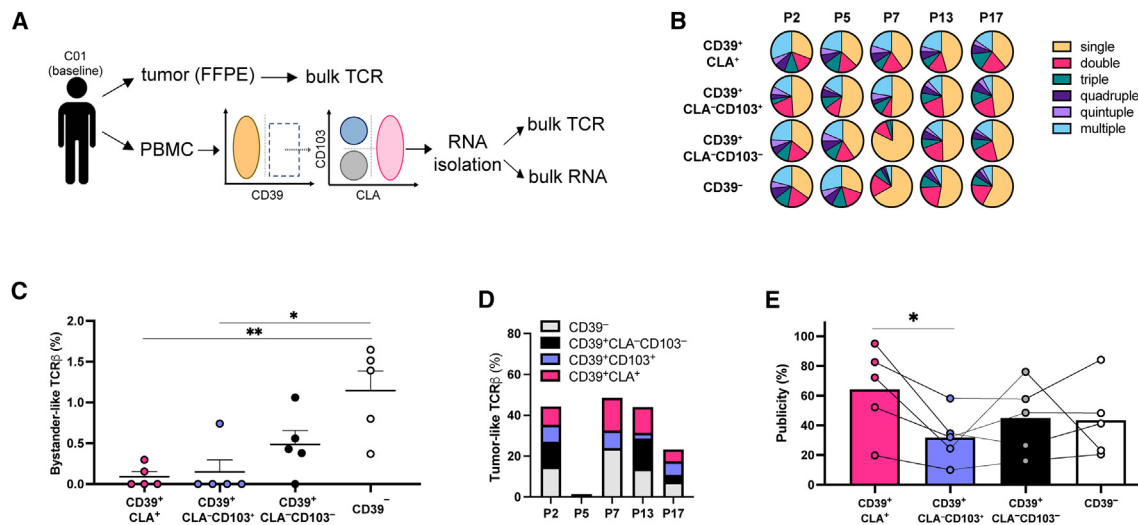 A
C01
(baseline)
tumor (FFPE)
bulk TCR
PBMC
CD103
CD39
CLA
RNA
isolation
bulk TCR
bulk RNA
B
P2 P5 P7 P13 P17
CD39+
CLA+
CD39+
CLA–CD103+
CD39+
CLA–CD103–
CD39–
single
double
triple
quadruple
quintuple
multiple
C
Bystander-like TCRβ (%)
2.0
1.5
1.0
0.5
0.0
*
**
CD39+
CLA+
CD39+
CLA–CD103+
CD39+
CLA–CD103–
CD39–
D
Tumor-like TCRβ (%)
80
60
40
20
0
CD39–
CD39+CLA–CD103–
CD39+CD103+
CD39+CLA+
P2 P5 P7 P13 P17
E
Publicity (%)
100
80
60
40
20
0
*
CD39+
CLA+
CD39+
CLA–CD103+
CD39+
CLA–CD103–
CD39–